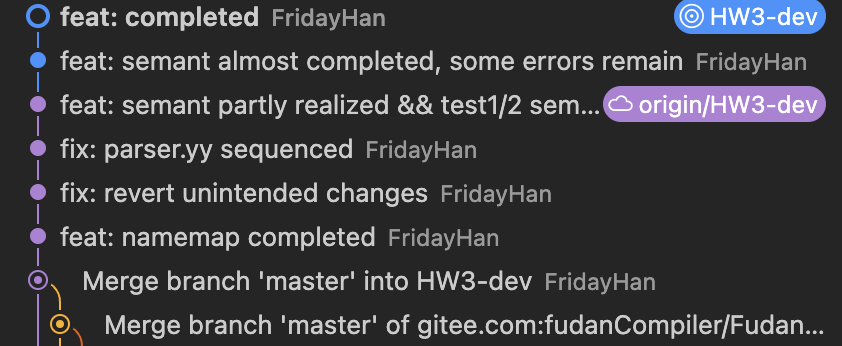 feat: completed FridayHan HW3-dev
feat: semant almost completed, some errors remain FridayHan
feat: semant partly realized && test1/2 sem... origin/HW3-dev
fix: parser.yy sequenced FridayHan
fix: revert unintended changes FridayHan
feat: namemap completed FridayHan
Merge branch 'master' into HW3-dev FridayHan
Merge branch 'master' of gitee.com:fudanCompiler/Fudan...